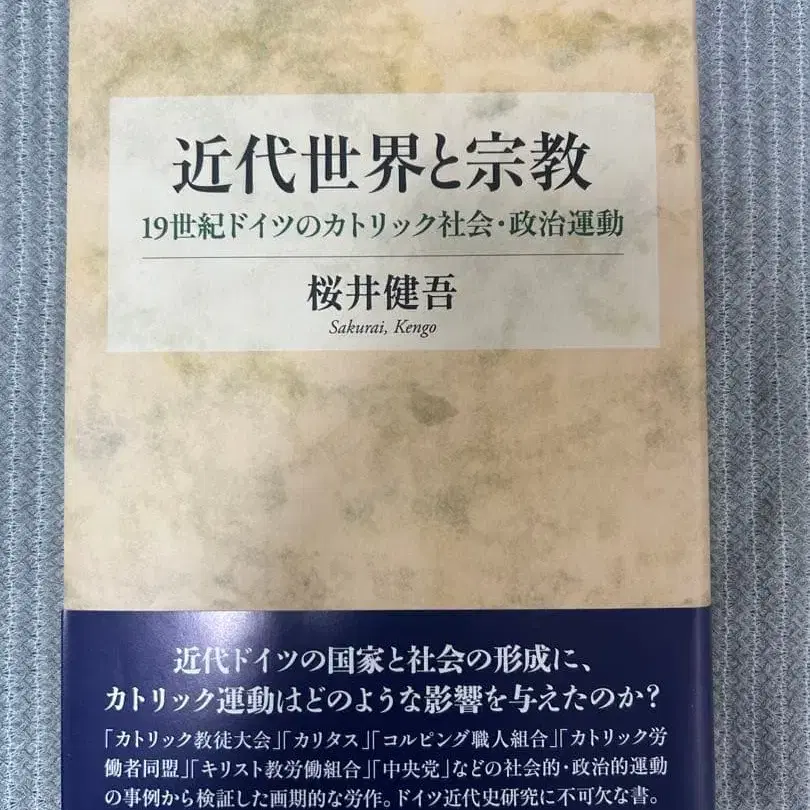 近代世界と宗教
19世紀ドイツのカトリック社会・政治運動
桜井健吾
Sakurai, Kengo
近代ドイツの国家と社会の形成に、
カトリック運動はどのような影響を与えたのか?
「カトリック教徒大会」「カリタス」「コルピング職人組合」「カトリック労
働者同盟」「キリスト教労働組合」「中央党」などの社会的・政治的運動
の事例から検証した画期的な労作。ドイツ近代史研究に不可欠な書。